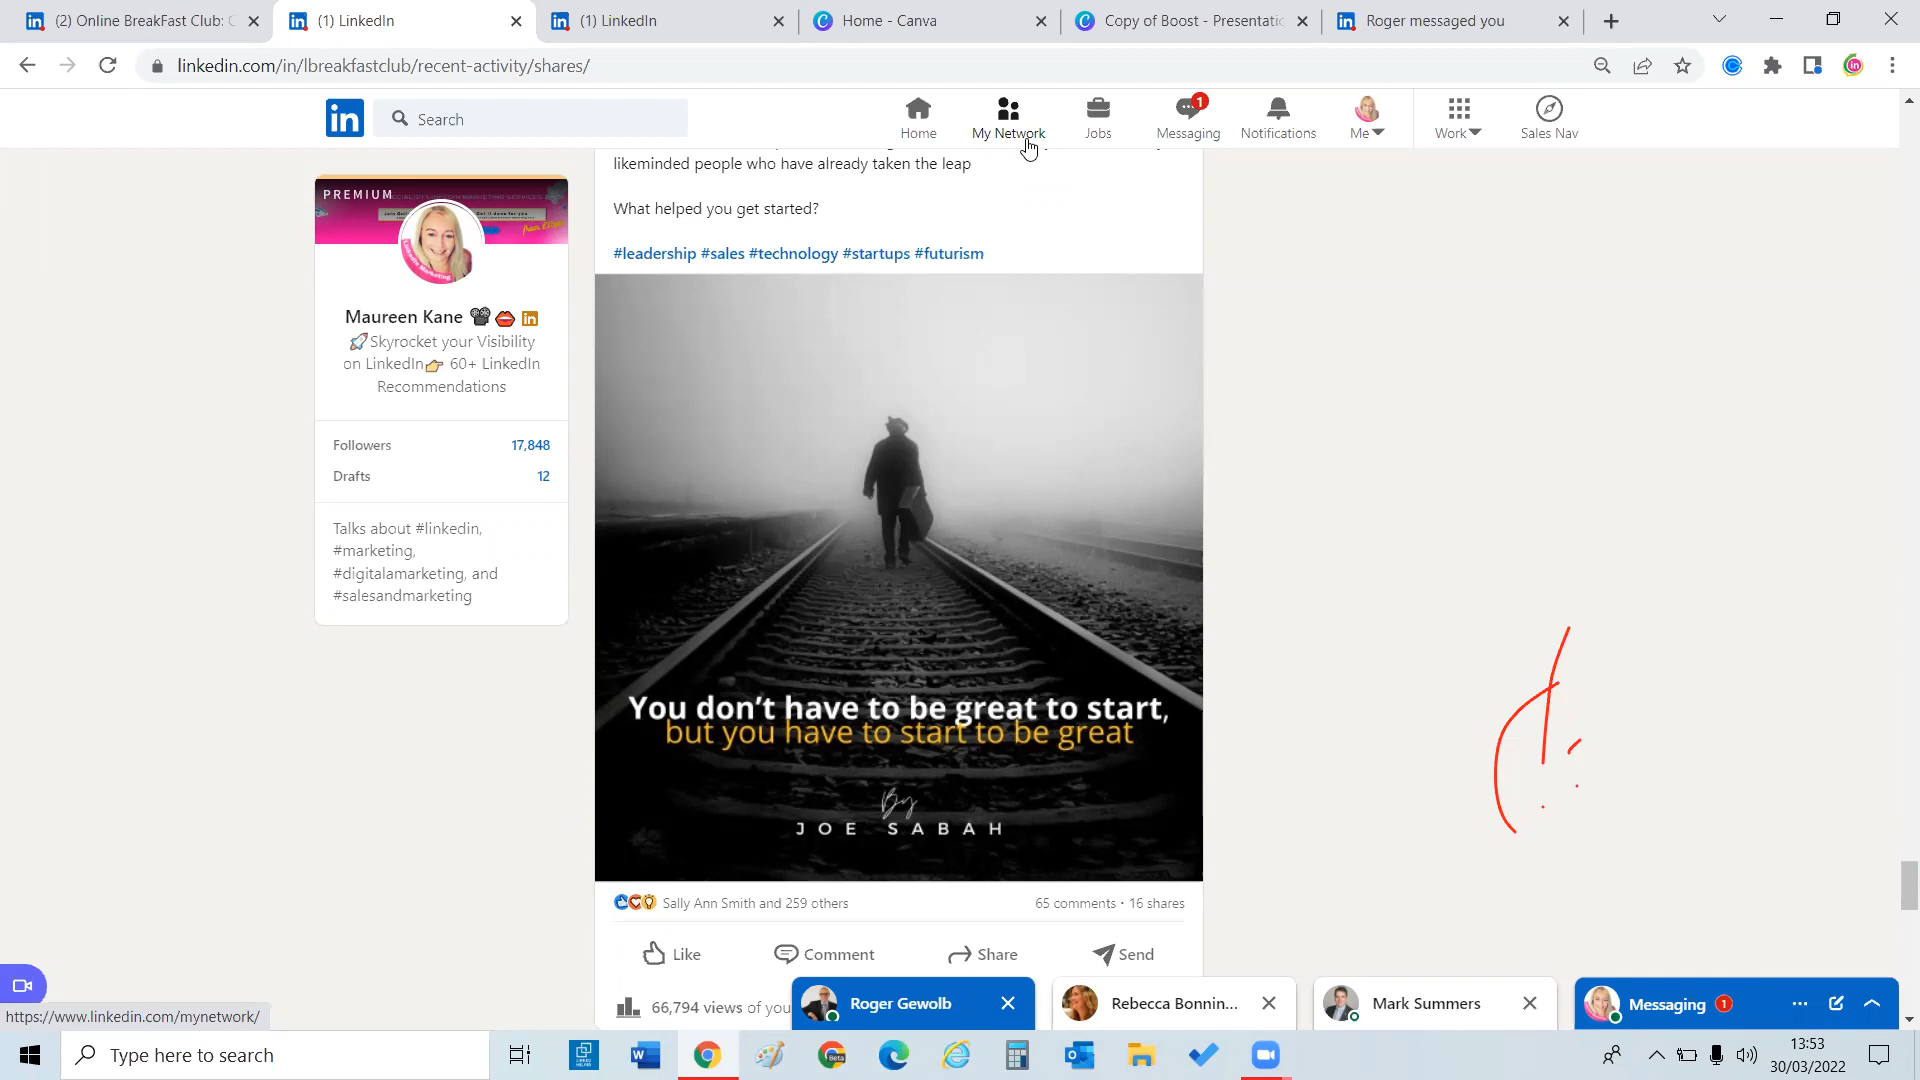 (2) Online BreakFast Club: C
(1) LinkedIn
(1) LinkedIn
Home - Canva
Copy of Boost - Presentatio
Roger messaged you
linkedin.com/in/lbreakfastclub/recent-activity/shares/
Search
Home
My Network
Jobs
1
Messaging
Notifications
Me
Work
Sales Nav
likeminded people who have already taken the leap
What helped you get started?
#leadership #sales #technology #startups #futurism
PREMIUM
Maureen Kane
🚀Skyrocket your Visibility
on LinkedIn👉 60+ LinkedIn
Recommendations
Followers 17,848
Drafts 12
Talks about #linkedin,
#marketing,
#digitalamarketing, and
#salesandmarketing
You don't have to be great to start,
but you have to start to be great
By
JOE SABAH
Sally Ann Smith and 259 others
65 comments • 16 shares
Like
Comment
Share
Send
66,794 views of you
Roger Gewolb
Rebecca Bonnin...
Mark Summers
Messaging 1
https://www.linkedin.com/mynetwork/
Type here to search
13:53
30/03/2022